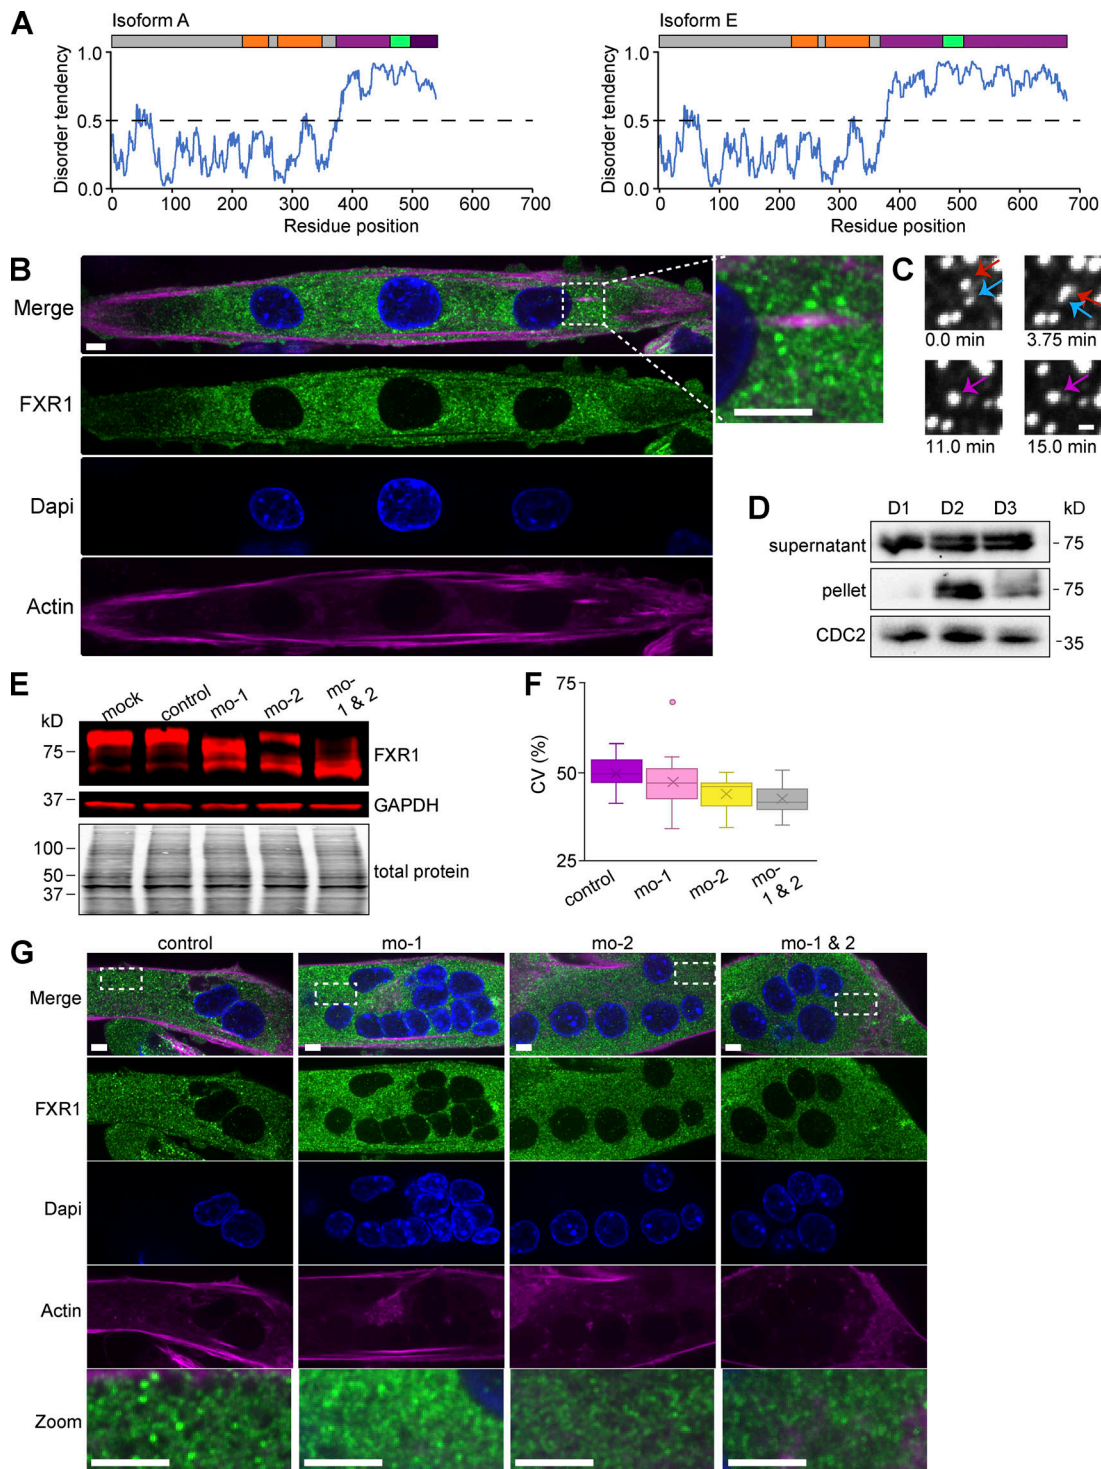 A
Isoform A
Isoform E
Disorder tendency
1.0
0.5
0.0
0 100 200 300 400 500 600 700
Residue position
Disorder tendency
1.0
0.5
0.0
0 100 200 300 400 500 600 700
Residue position
B
Merge
FXR1
Dapi
Actin
C
0.0 min
3.75 min
11.0 min
15.0 min
D
D1 D2 D3 kD
supernatant
- 75
pellet
- 75
CDC2
- 35
E
kD
mock
control
mo-1
mo-2
mo-
1 & 2
75 -
FXR1
37 -
GAPDH
100 -
50 -
37 -
total protein
F
CV (%)
75
50
25
control
mo-1
mo-2
mo-
1 & 2
G
control
mo-1
mo-2
mo-1 & 2
Merge
FXR1
Dapi
Actin
Zoom